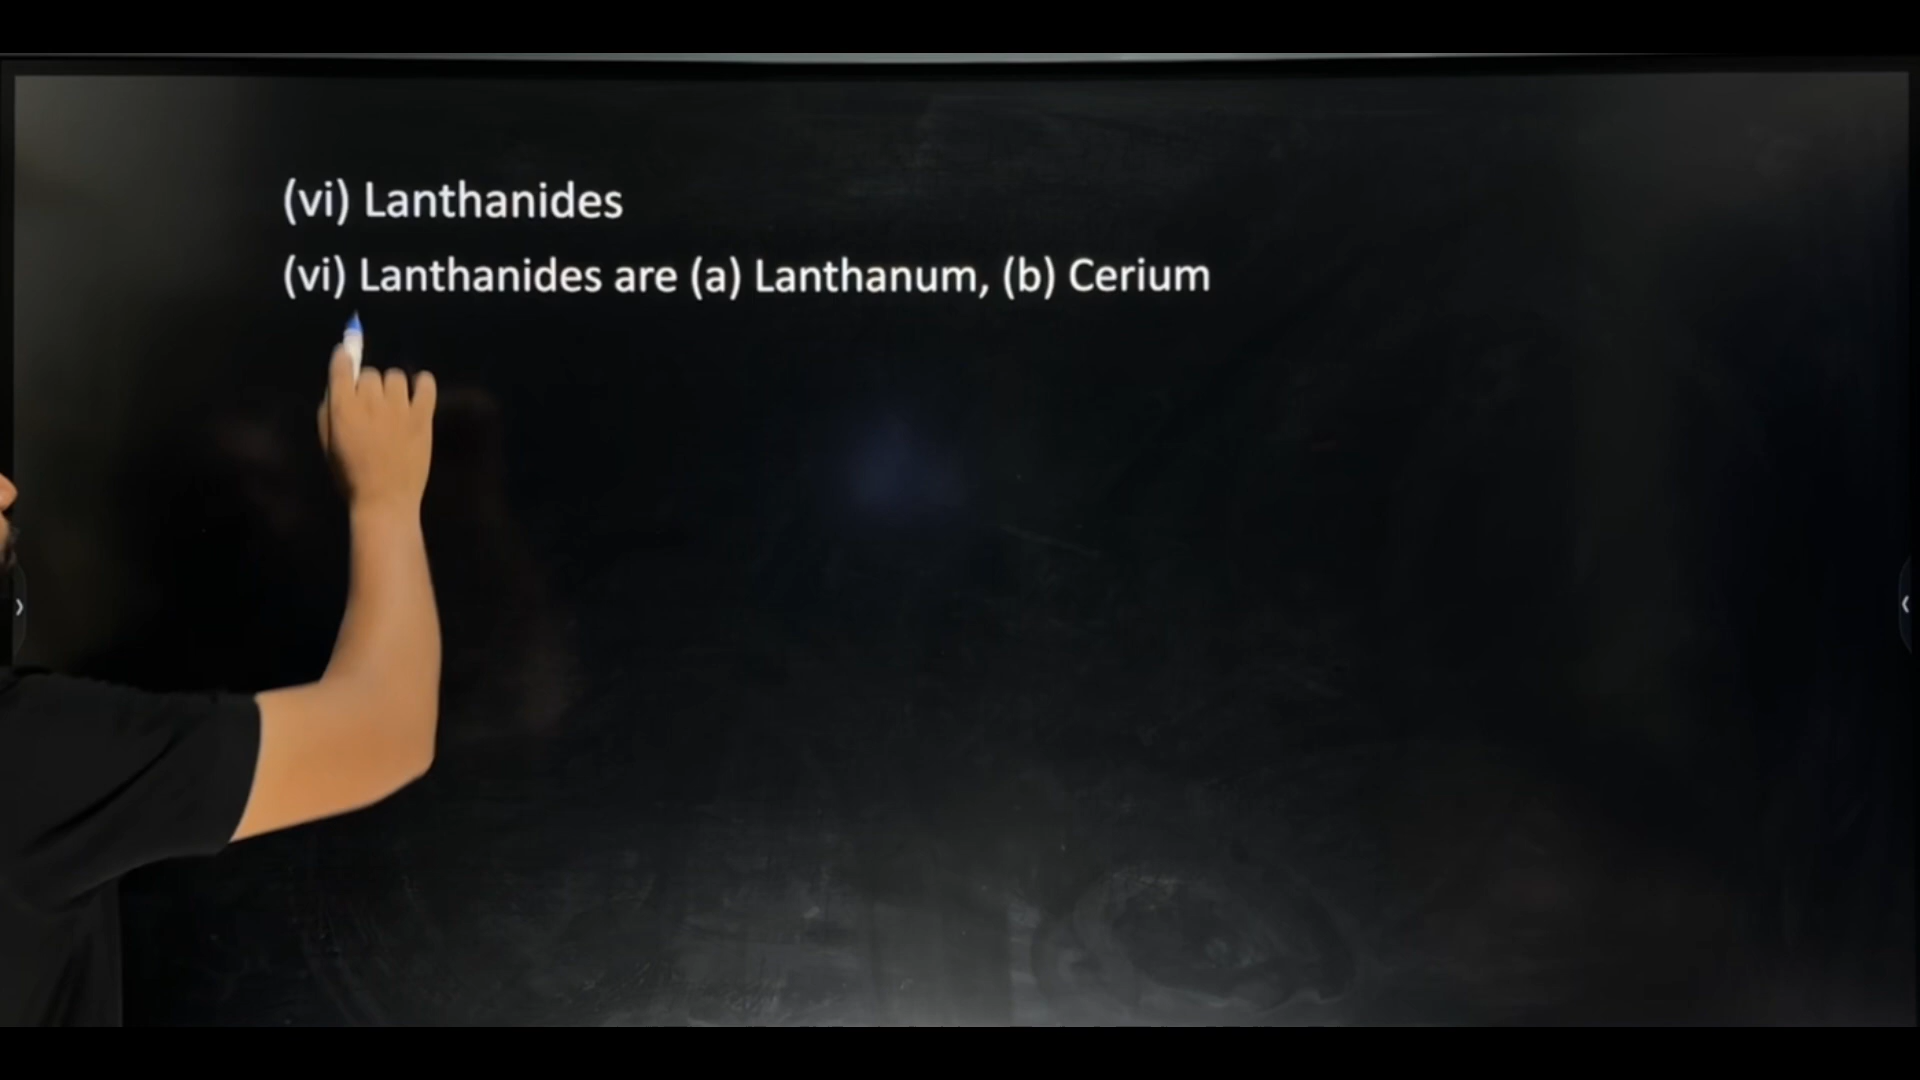 (vi) Lanthanides
(vi) Lanthanides are (a) Lanthanum, (b) Cerium